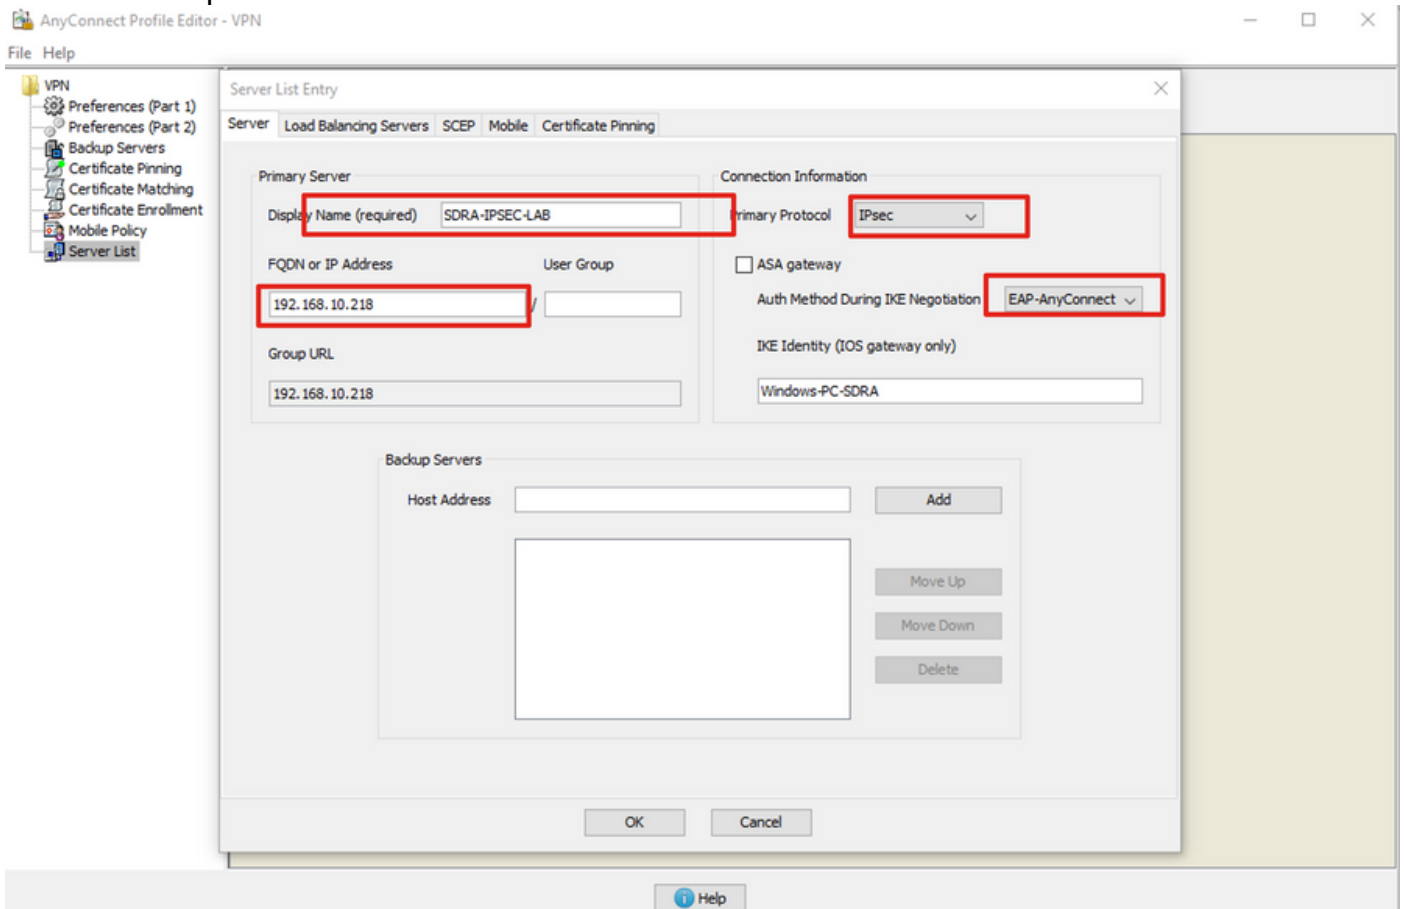 AnyConnect Profile Editor - VPN
File Help
VPN
Preferences (Part 1)
Preferences (Part 2)
Backup Servers
Certificate Pinning
Certificate Matching
Certificate Enrollment
Mobile Policy
Server List
Server List Entry
Server Load Balancing Servers SCEP Mobile Certificate Pinning
Primary Server
Display Name (required) SDRA-IPSEC-LAB
FQDN or IP Address User Group
192.168.10.218 /
Group URL
192.168.10.218
Connection Information
Primary Protocol IPsec
ASA gateway
Auth Method During IKE Negotiation EAP-AnyConnect
IKE Identity (IOS gateway only)
Windows-PC-SDRA
Backup Servers
Host Address Add
Move Up
Move Down
Delete
OK Cancel
Help